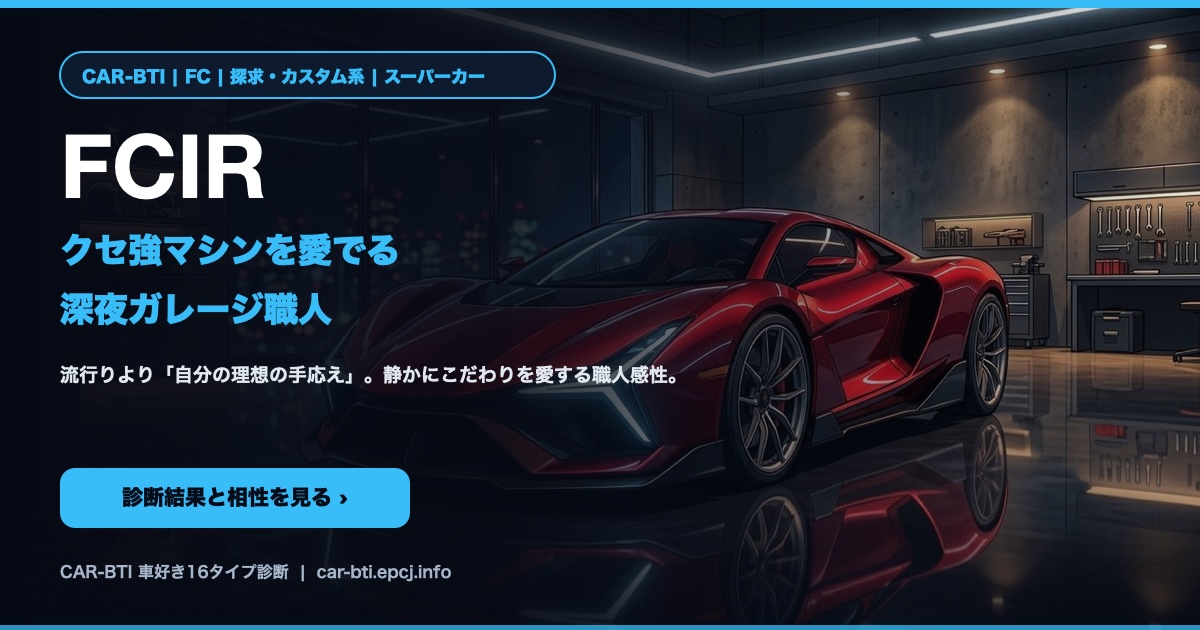 CAR-BTI | FC | 探求・カスタム系 | スーパーカー
FCIR
クセ強マシンを愛でる
深夜ガレージ職人
流行りより「自分の理想の手応え」。静かにこだわりを愛する職人感性。
診断結果と相性を見る ›
CAR-BTI 車好き16タイプ診断 | car-bti.epcj.info